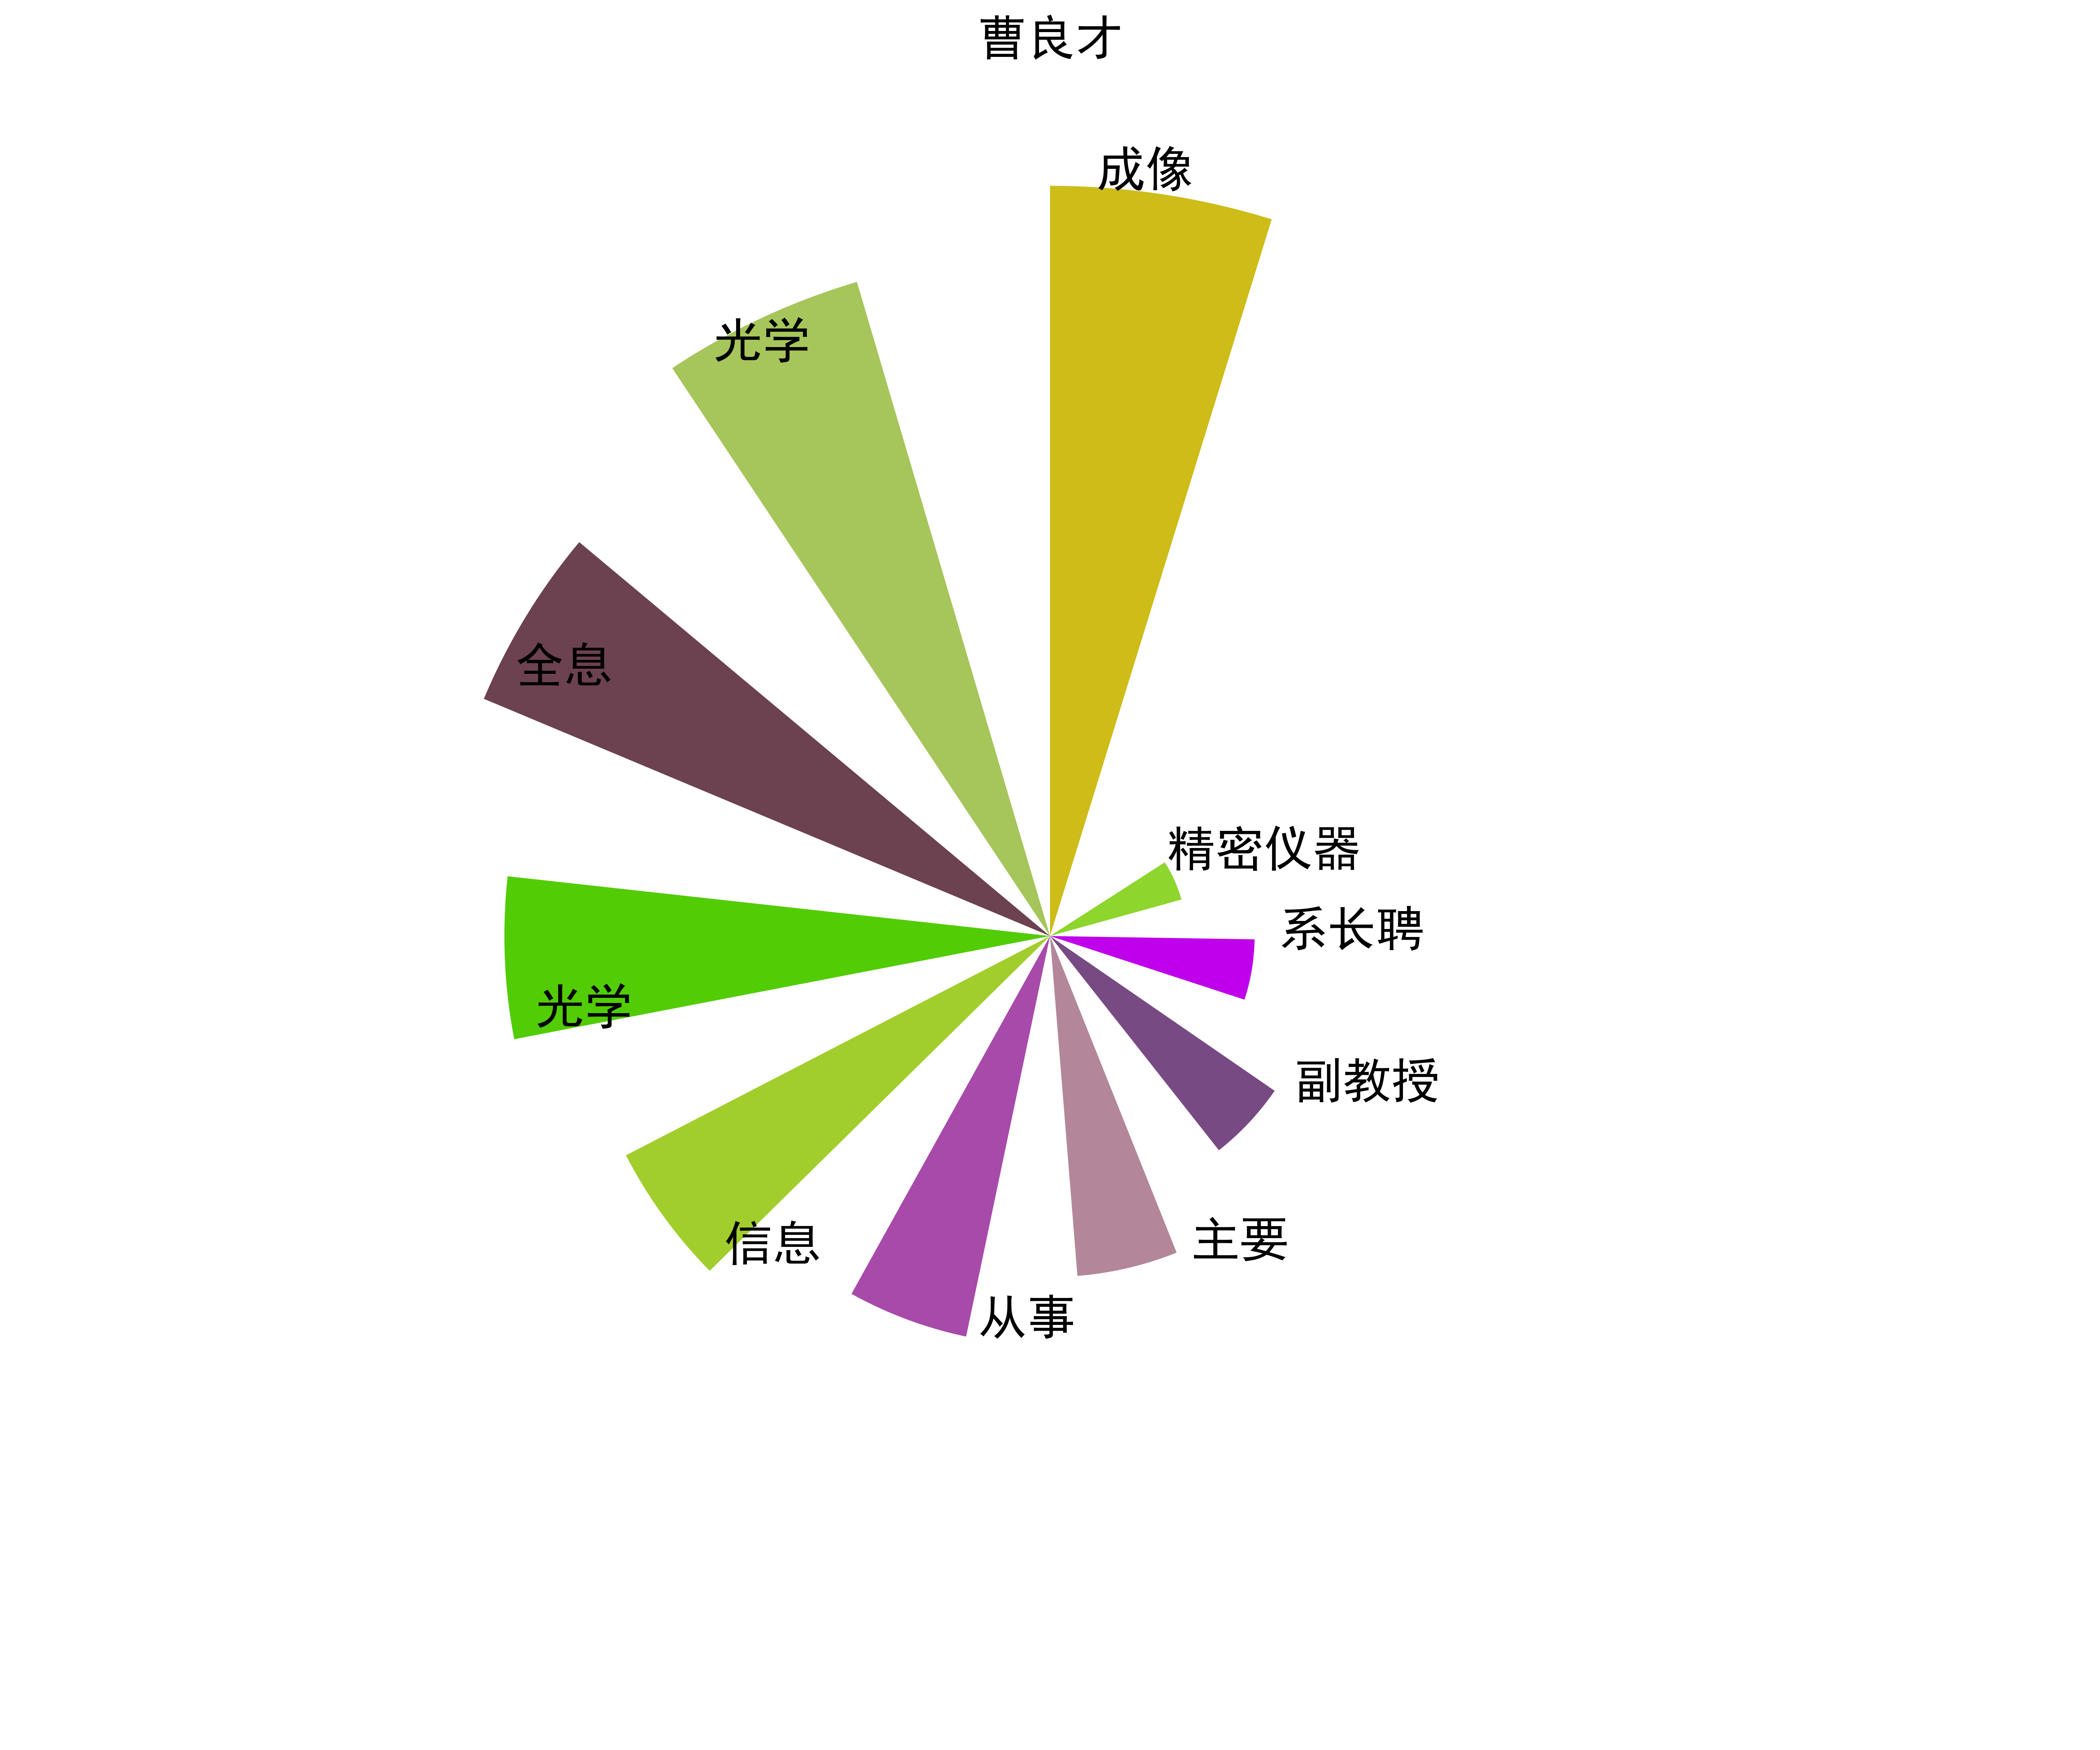 曹良才
成像
光学
全息
精密仪器
系长聘
光学
副教授
信息
主要
从事